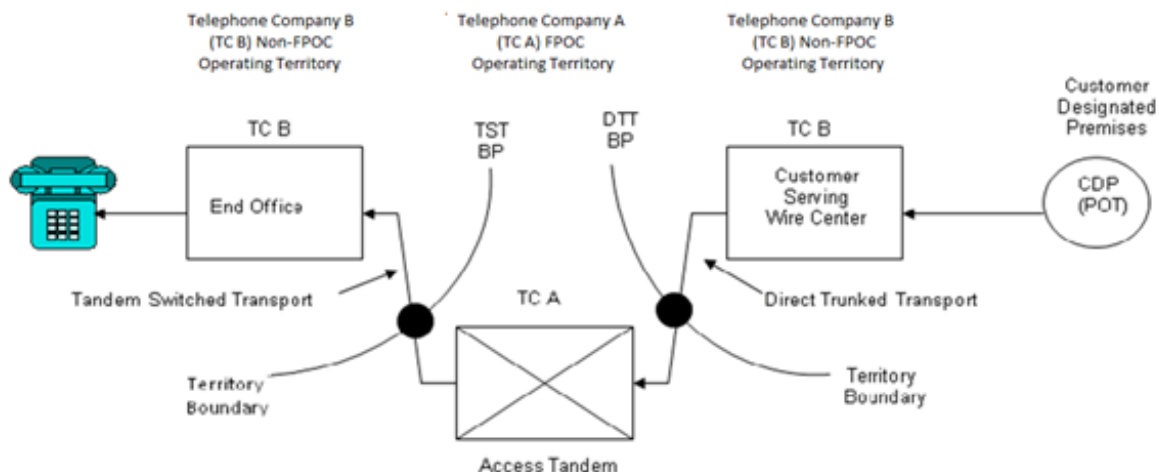 Telephone Company B
(TC B) Non-FPOC
Operating Territory
Telephone Company A
(TC A) FPOC
Operating Territory
Telephone Company B
(TC B) Non-FPOC
Operating Territory
Customer
Designated
Premises
TC B
TST
BP
DTT
BP
TC B
End Office
Customer
Serving
Wire Center
CDP
(POT)
Tandem Switched Transport
TC A
Direct Trunked Transport
Territory
Boundary
Territory
Boundary
Access Tandem